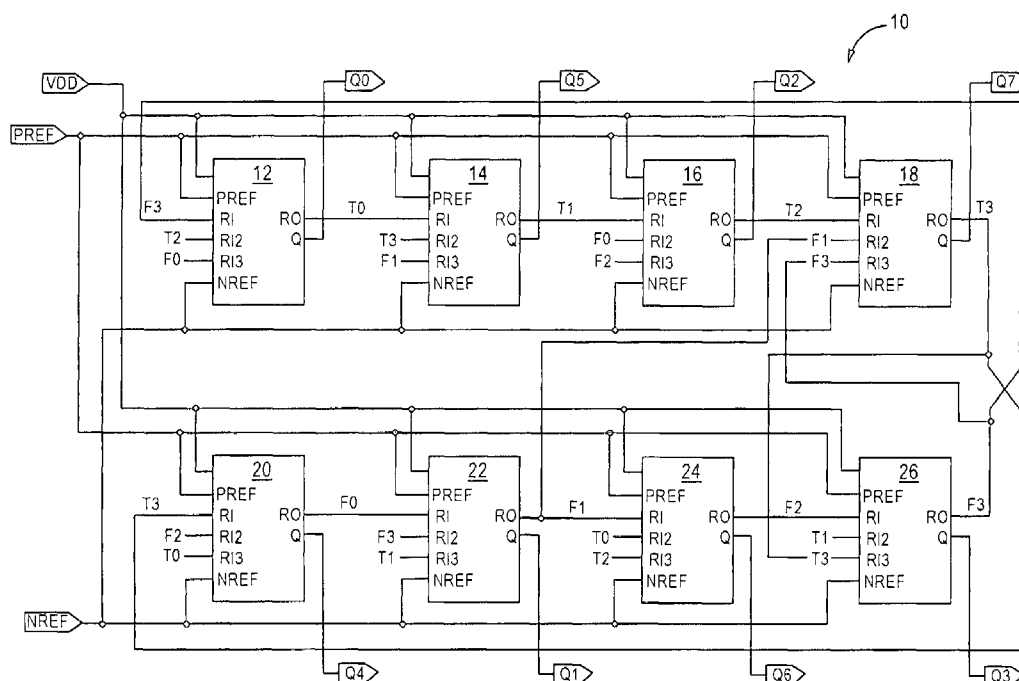 10
VDD
Q0
Q5
Q2
Q7
PREF
12
14
16
18
PREF
PREF
PREF
PREF
F3
RI
RO
T0
RI
RO
T1
RI
RO
T2
RI
RO
T3
T2
RI2
Q
T3
RI2
Q
F0
RI2
Q
F1
RI2
Q
F0
RI3
F1
RI3
F2
RI3
F3
RI3
NREF
NREF
NREF
NREF
20
22
24
26
PREF
PREF
PREF
PREF
T3
RI
RO
F0
RI
RO
F1
RI
RO
F2
RI
RO
F3
F2
RI2
Q
F3
RI2
Q
T0
RI2
Q
T1
RI2
Q
T0
RI3
T1
RI3
T2
RI3
T3
RI3
NREF
NREF
NREF
NREF
NREF
Q4
Q1
Q6
Q3